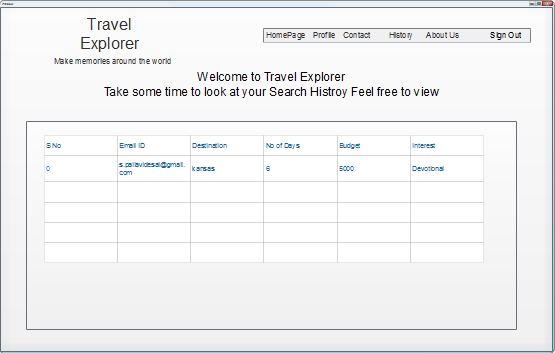 Travel
Explorer
Make memories around the world
HomePage Profile Contact History About Us Sign Out
Welcome to Travel Explorer
Take some time to look at your Search Histroy Feel free to view
S No Email ID Destination No of Days Budget Interest
0 s.pallavidesai@gmail. kansas 6 5000 Devotional
com